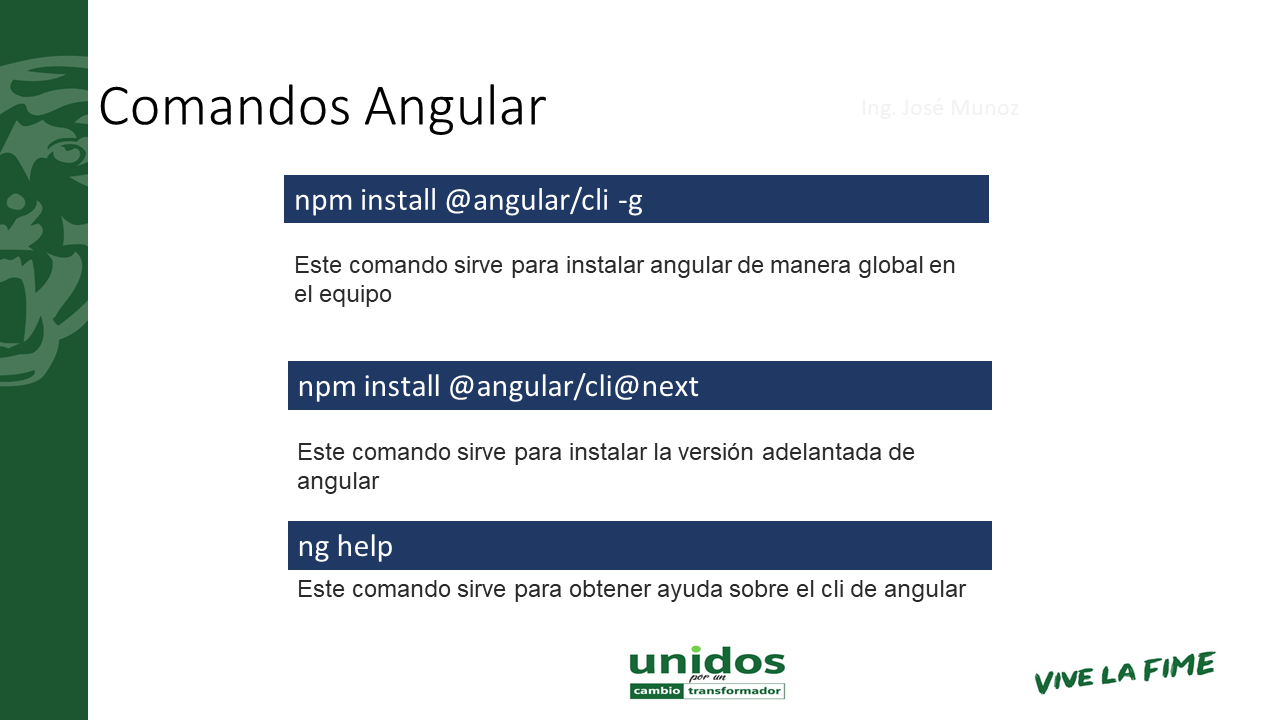 Comandos Angular
Ing. José Munoz
npm install @angular/cli -g
Este comando sirve para instalar angular de manera global en
el equipo
npm install @angular/cli@next
Este comando sirve para instalar la versión adelantada de
angular
ng help
Este comando sirve para obtener ayuda sobre el cli de angular
unidos
por un
cambio transformador
VIVE LA FIME